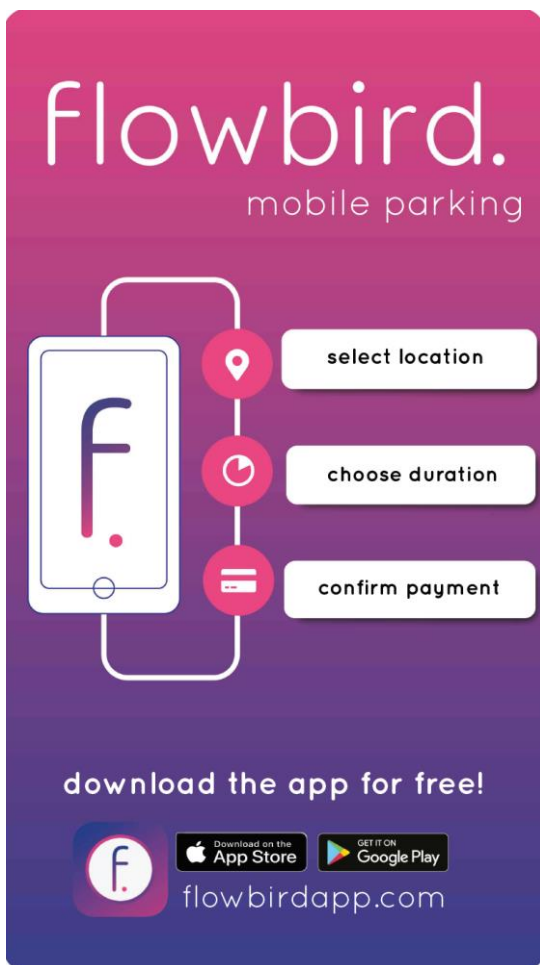 flowbird.
mobile parking
f.
select location
choose duration
confirm payment
download the app for free!
f.
Download on the
App Store
GET IT ON
Google Play
flowbirdapp.com